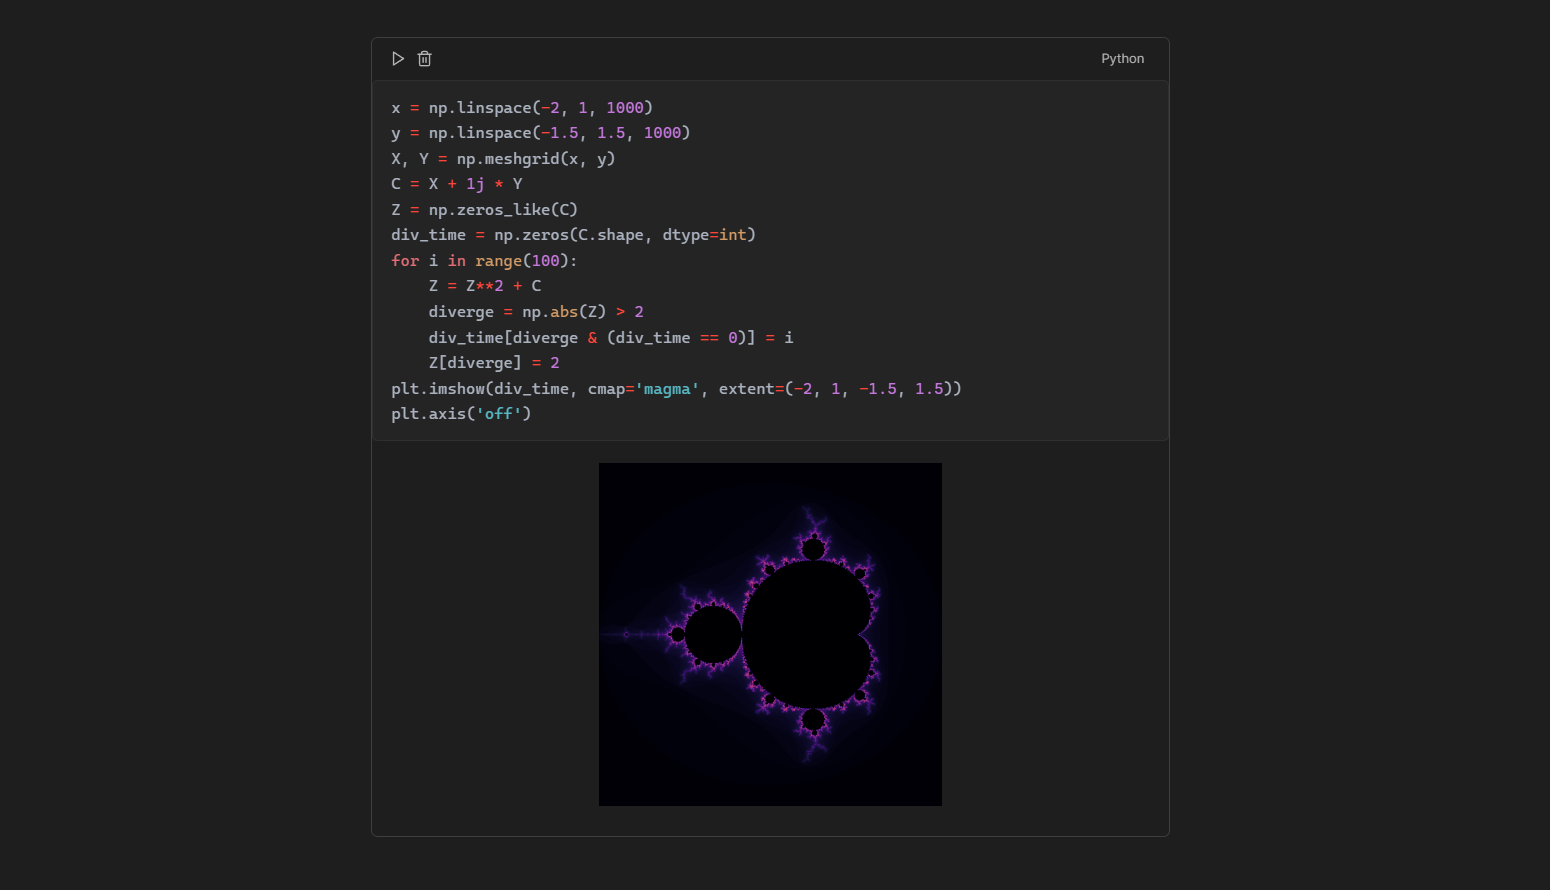 Python
x = np.linspace(-2, 1, 1000)
y = np.linspace(-1.5, 1.5, 1000)
X, Y = np.meshgrid(x, y)
C = X + 1j * Y
Z = np.zeros_like(C)
div_time = np.zeros(C.shape, dtype=int)
for i in range(100):
    Z = Z**2 + C
    diverge = np.abs(Z) > 2
    div_time[diverge & (div_time == 0)] = i
    Z[diverge] = 2
plt.imshow(div_time, cmap='magma', extent=(-2, 1, -1.5, 1.5))
plt.axis('off')